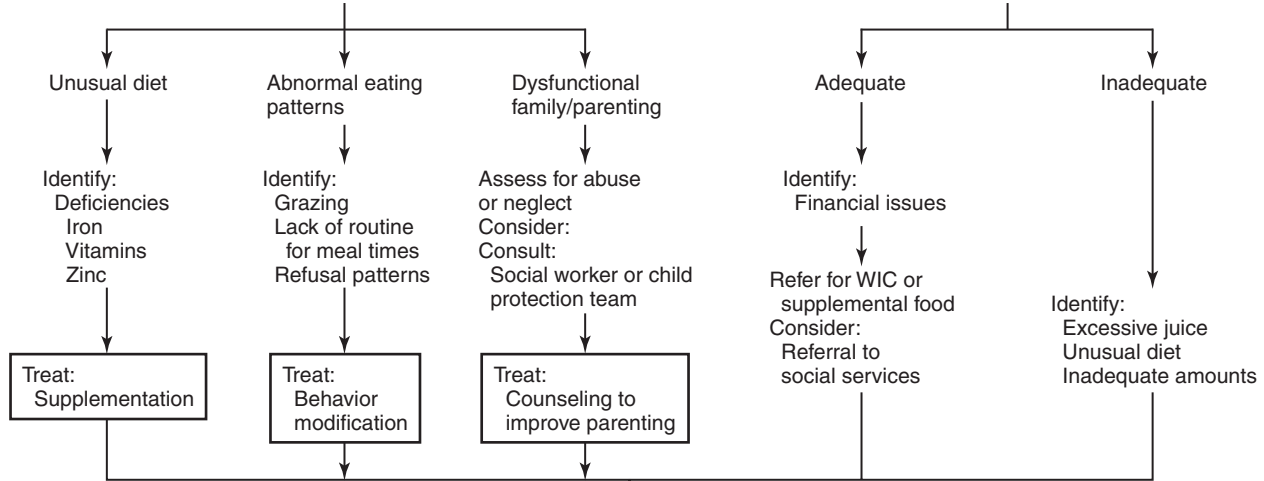 Unusual diet
Identify:
Deficiencies
Iron
Vitamins
Zinc
Treat:
Supplementation
Abnormal eating
patterns
Identify:
Grazing
Lack of routine
for meal times
Refusal patterns
Treat:
Behavior
modification
Dysfunctional
family/parenting
Assess for abuse
or neglect
Consider:
Consult:
Social worker or child
protection team
Treat:
Counseling to
improve parenting
Adequate
Identify:
Financial issues
Refer for WIC or
supplemental food
Consider:
Referral to
social services
Inadequate
Identify:
Excessive juice
Unusual diet
Inadequate amounts